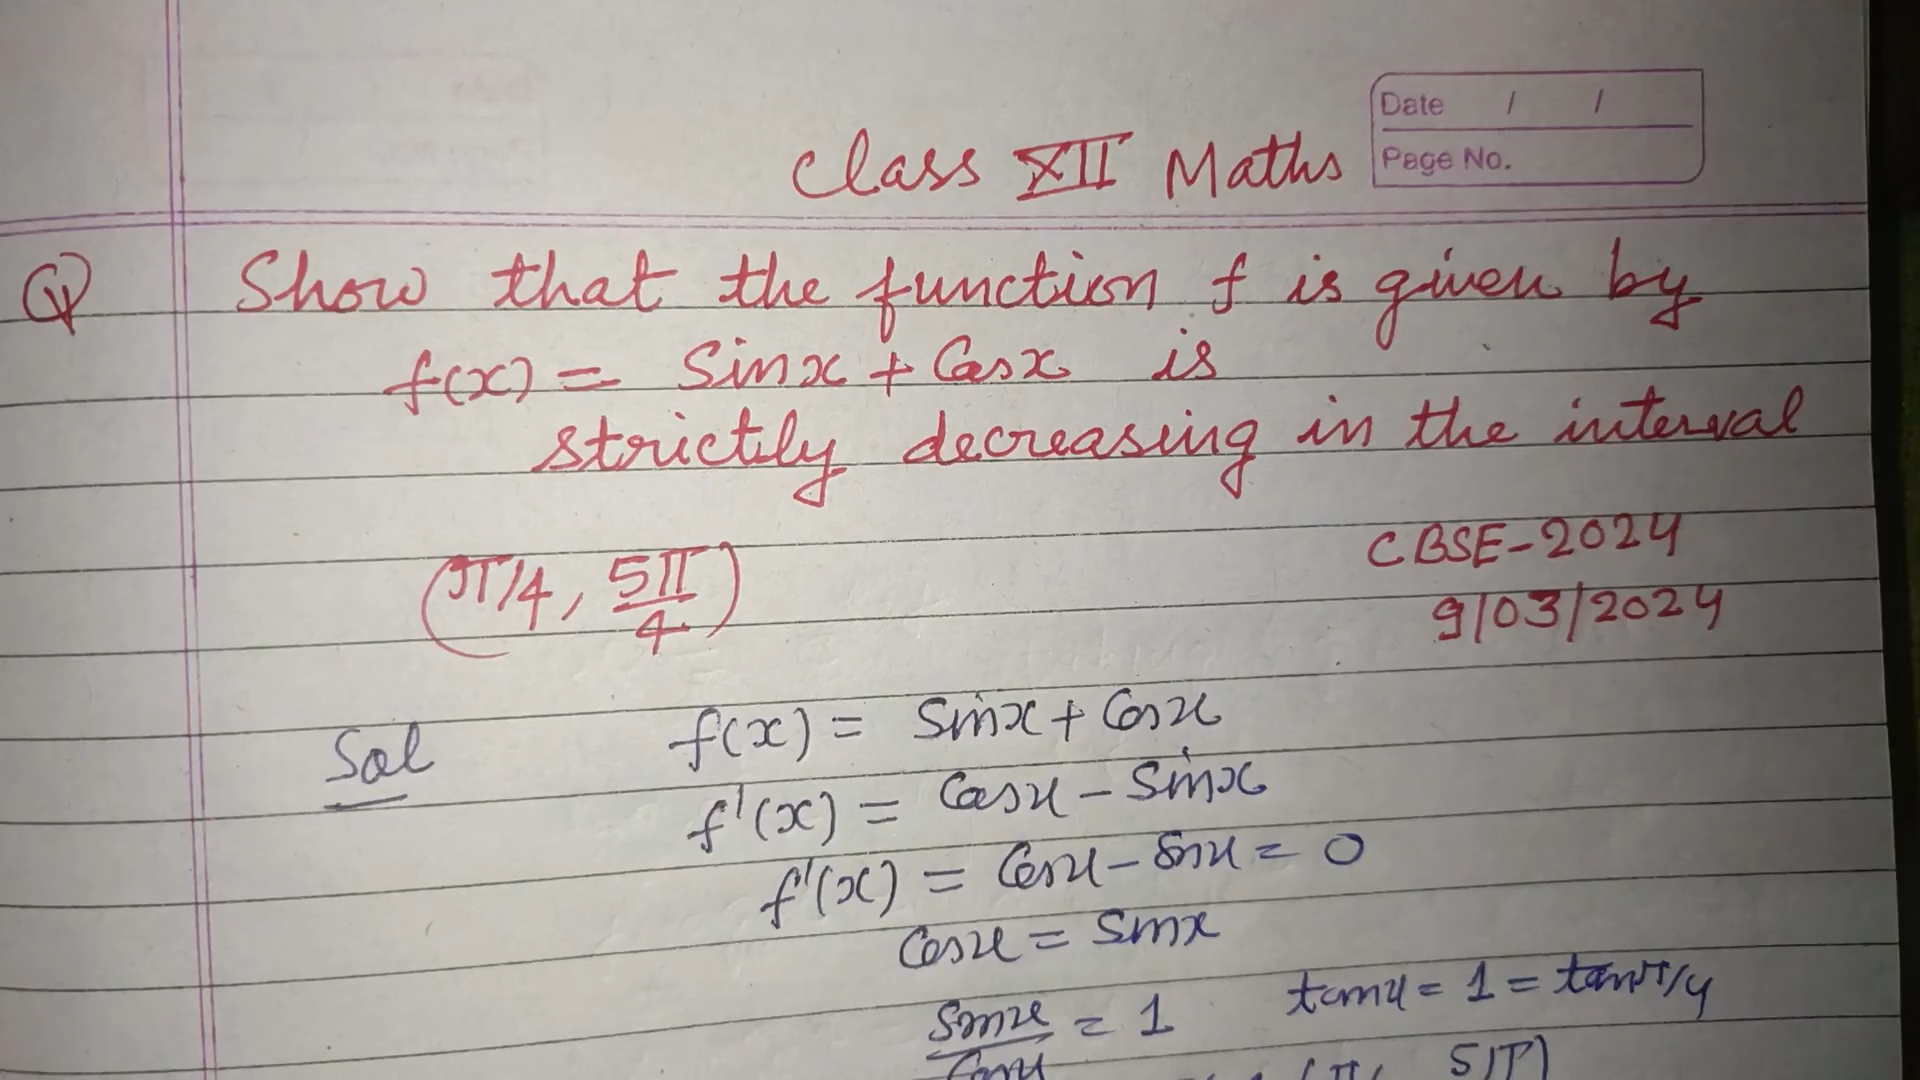 Date / /
Class XII Maths
Page No.
Q Show that the function f is given by
f(x) = Sinx + Cosx is
strictly decreasing in the interval
(π/4, 5π/4)
CBSE-2024
9/03/2024
Sol f(x) = Sinx + Cosx
f'(x) = Cosx - Sinx
f'(x) = Cosx - Sinx = 0
Cosx = Sinx
Sinx/Cosx = 1 tanx = 1 = tanπ/4